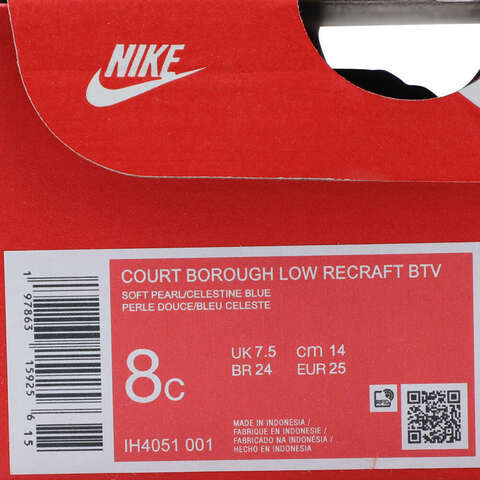 NIKE
COURT BOROUGH LOW RECRAFT BTV
SOFT PEARL/CELESTINE BLUE
PERLE DOUCE/BLEU CELESTE
8C
UK 7.5 cm 14
BR 24 EUR 25
IH4051 001
MADE IN INDONESIA /
FABRIQUE EN INDONESIE /
FABRICADO NA INDONÉSIA /
HECHO EN INDONESIA
RFID
1 97863 15925 6 15